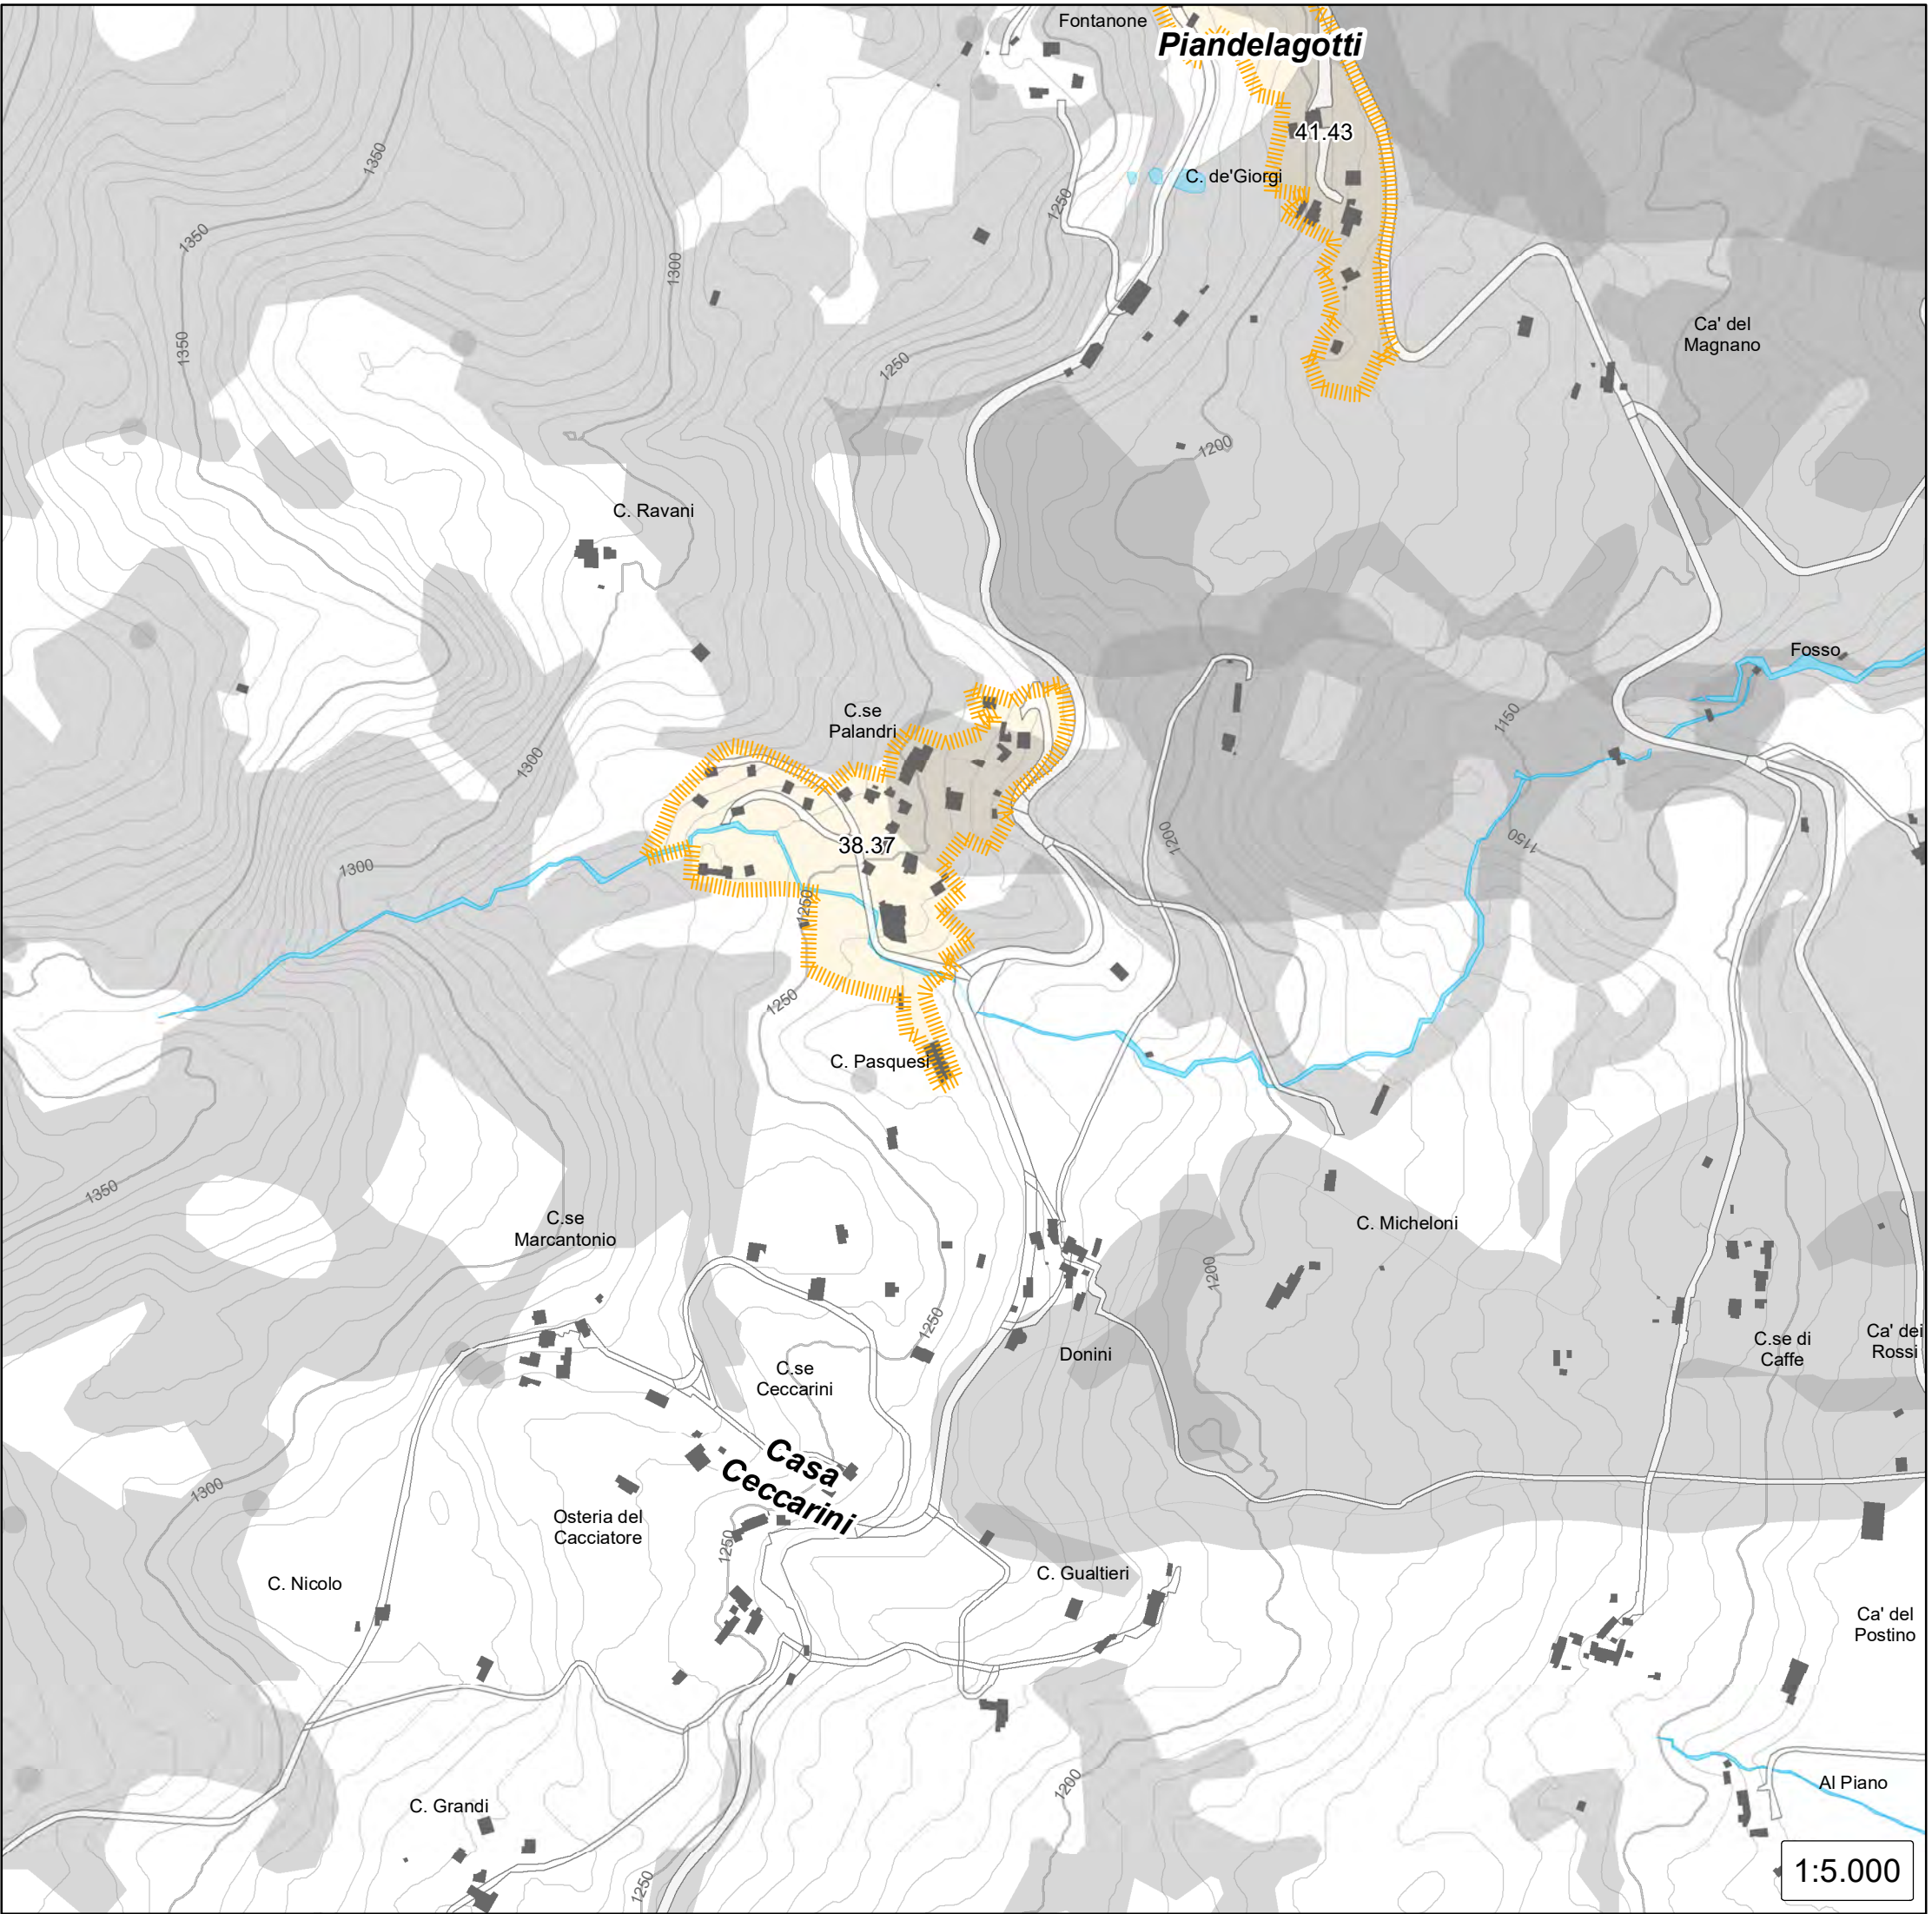 Fontanone
Piandelagotti
41.43
1350
C. de'Giorgi
1250
1350
1300
Ca' del
Magnano
1350
1250
1200
C. Ravani
Fosso
C.se
Palandri
1150
1300
1200
1150
38.37
1300
1250
1250
C. Pasquesi
1350
C.se
Marcantonio
C. Micheloni
1200
1250
Donini
C.se di
Caffe
Ca' dei
Rossi
C.se
Ceccarini
Casa
Ceccarini
1300
Osteria del
Cacciatore
1250
C. Nicolo
C. Gualtieri
Ca' del
Postino
1200
Al Piano
C. Grandi
1250
1:5.000